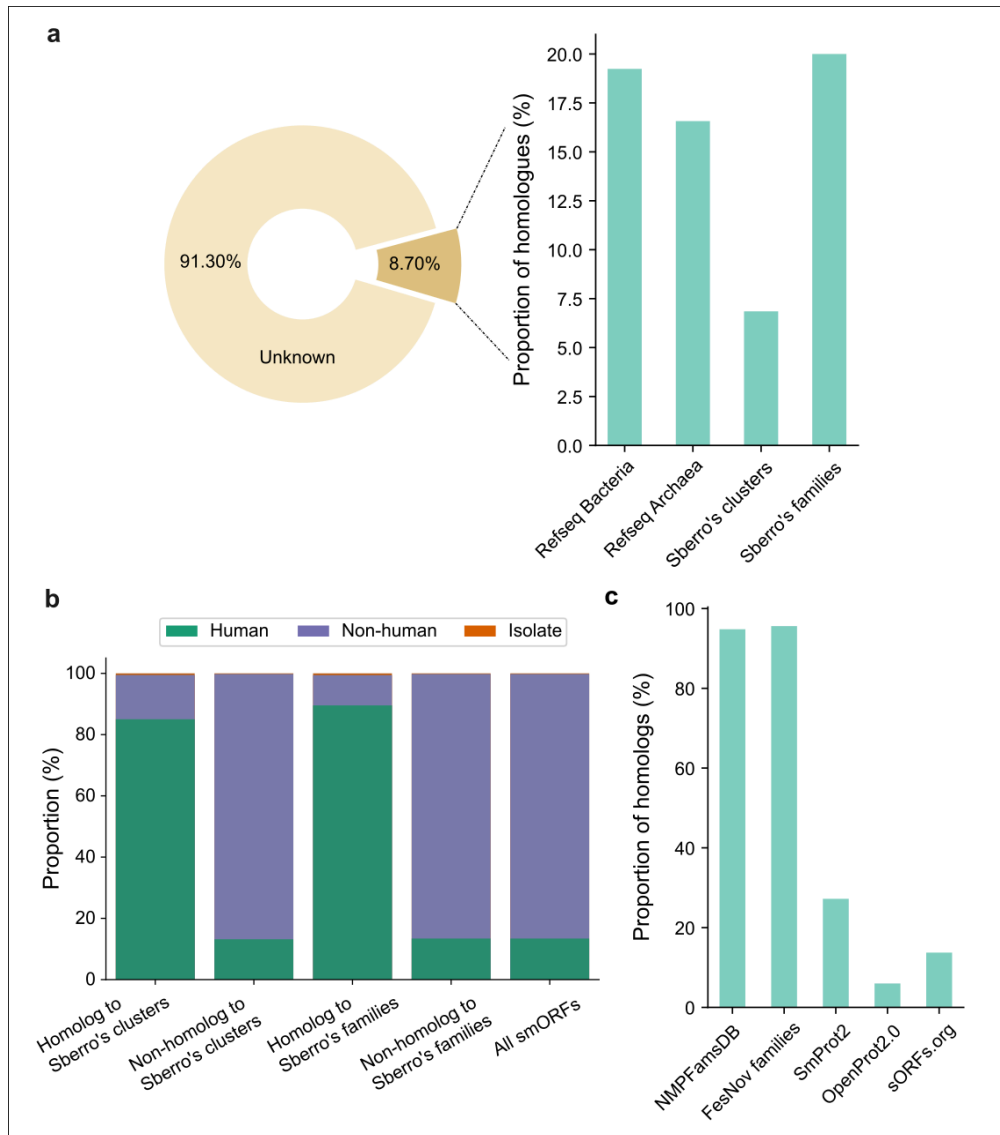 a
91.30%
8.70%
Unknown
Proportion of homologues (%)
20.0
17.5
15.0
12.5
10.0
7.5
5.0
2.5
0.0
Refseq Bacteria
Refseq Archaea
Sberro's clusters
Sberro's families
b
Human
Non-human
Isolate
Proportion (%)
100
80
60
40
20
0
Homolog to
Sberro's clusters
Non-homolog to
Sberro's clusters
Homolog to
Sberro's families
Non-homolog to
Sberro's families
All smORFs
c
Proportion of homologs (%)
100
80
60
40
20
0
NMPFamsDB
FesNov families
SmProt2
OpenProt2.0
sORFs.org